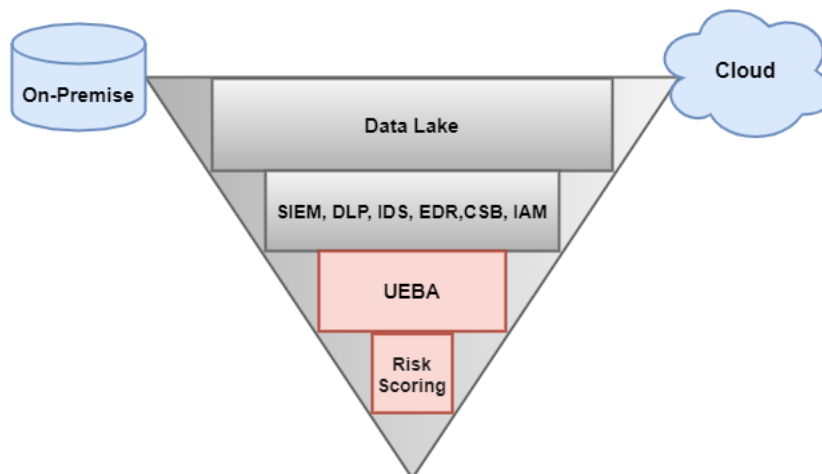 On-Premise
Cloud
Data Lake
SIEM, DLP, IDS, EDR,CSB, IAM
UEBA
Risk
Scoring